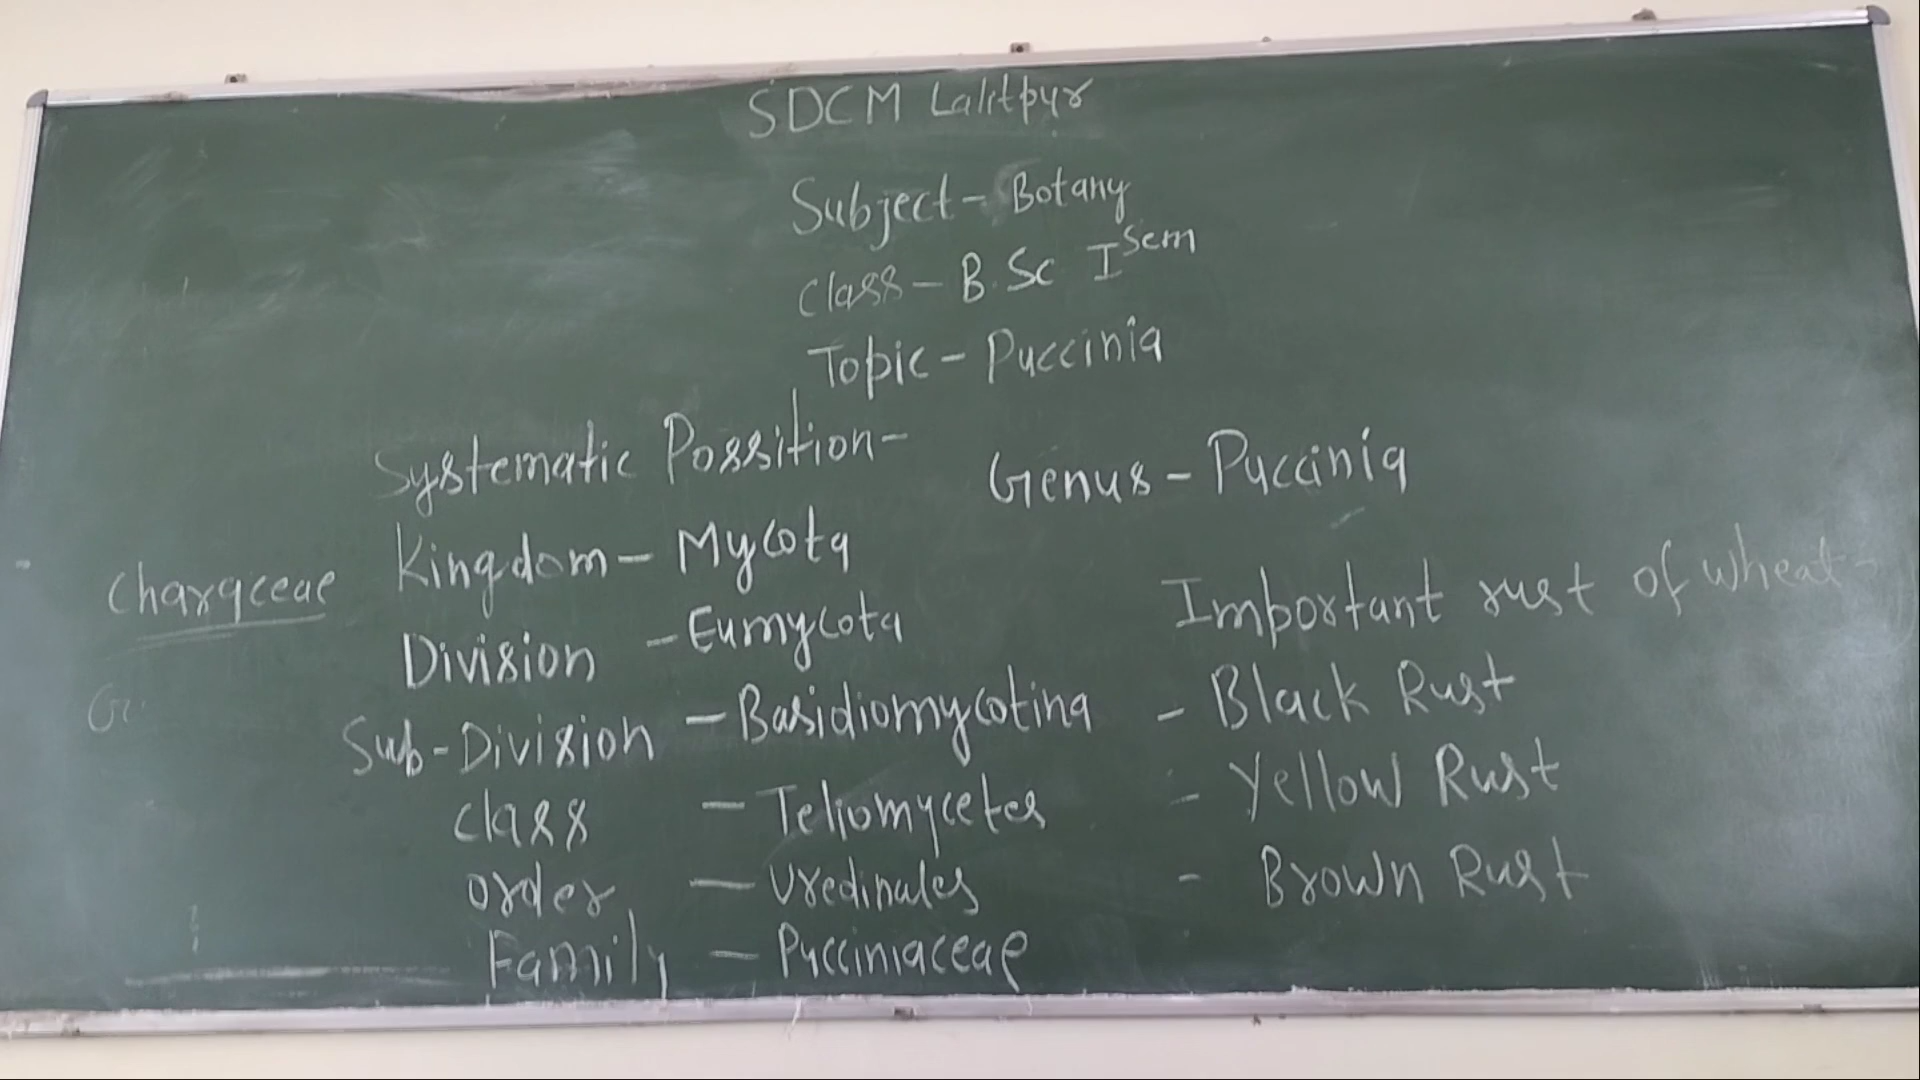 SDCM Lalitpur
Subject- Botany
Class- B.Sc I Sem
Topic- Puccinia
Systematic Possition-
Kingdom- Mycota
Division - Eumycota
Sub-Division - Basidiomycotina
Class - Teliomycetes
Order - Uredinales
Family - Pucciniaceae
Genus - Puccinia
Important rust of wheat-
- Black Rust
- Yellow Rust
- Brown Rust
Characeae